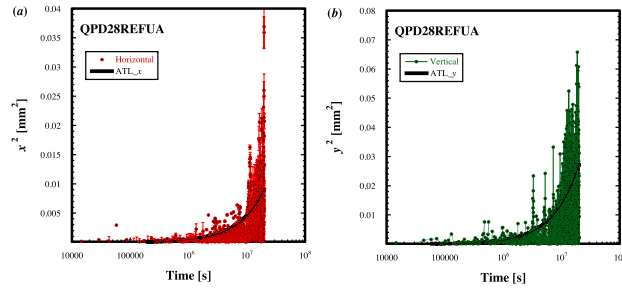 (a)
QPD28REFUA
Horizontal
ATL_x
x² [mm²]
0.04
0.035
0.03
0.025
0.02
0.015
0.01
0.005
10000
10⁶
10⁷
10⁸
Time [s]
(b)
QPD28REFUA
Vertical
ATL_y
y² [mm²]
0.08
0.07
0.06
0.05
0.04
0.03
0.02
0.01
10000
10⁶
10⁷
10⁸
Time [s]